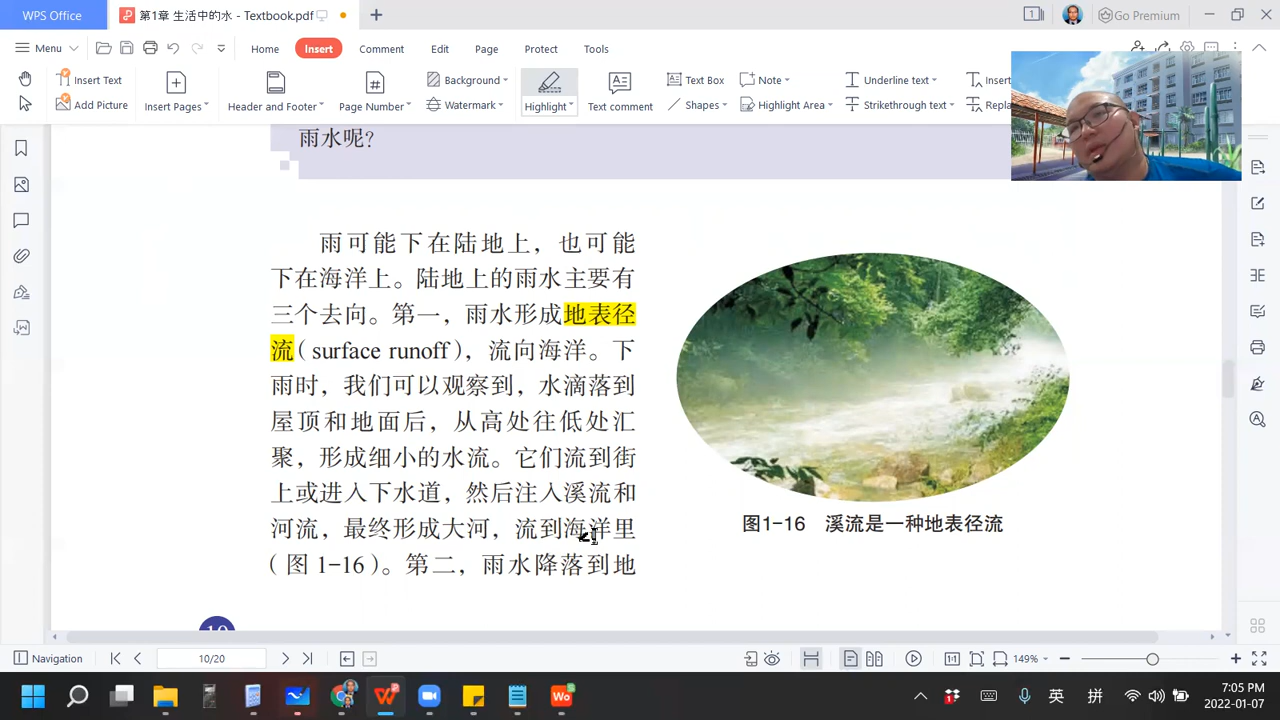 WPS Office
第1章 生活中的水 - Textbook.pdf
1
Go Premium
Menu
Home
Insert
Comment
Edit
Page
Protect
Tools
Insert Text
Add Picture
Insert Pages
Header and Footer
Page Number
Background
Watermark
Highlight
Text comment
Text Box
Shapes
Note
Highlight Area
Underline text
Strikethrough text
雨水呢？
雨可能下在陆地上，也可能
下在海洋上。陆地上的雨水主要有
三个去向。第一，雨水形成地表径
流（surface runoff），流向海洋。下
雨时，我们可以观察到，水滴落到
屋顶和地面后，从高处往低处汇
聚，形成细小的水流。它们流到街
上或进入下水道，然后注入溪流和
河流，最终形成大河，流到海洋里
（图 1-16）。第二，雨水降落到地
图1-16 溪流是一种地表径流
Navigation
10/20
149%
英
拼
7:05 PM
2022-01-07